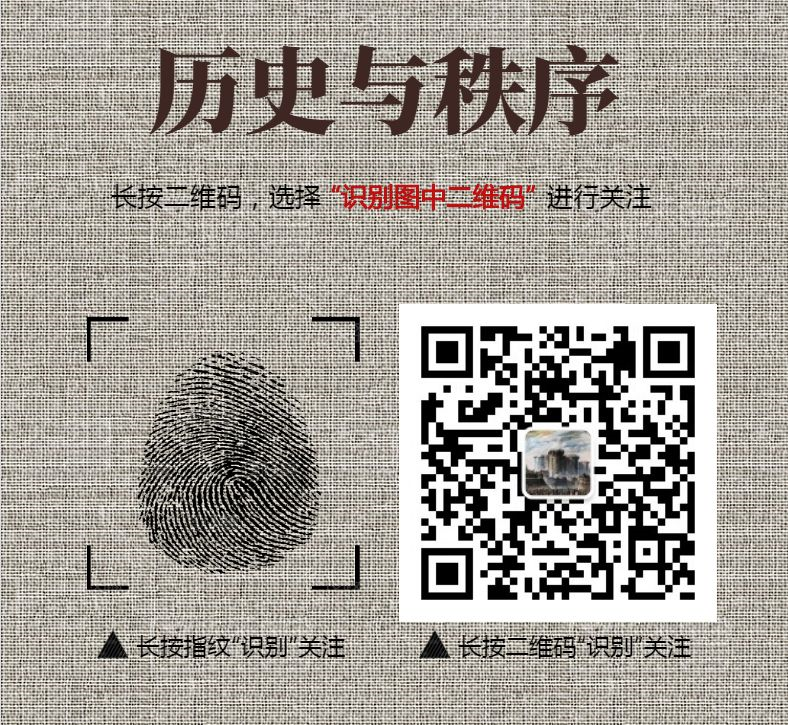 历史与秩序
长按二维码，选择“识别图中二维码”进行关注
▲长按指纹“识别”关注
▲长按二维码“识别”关注